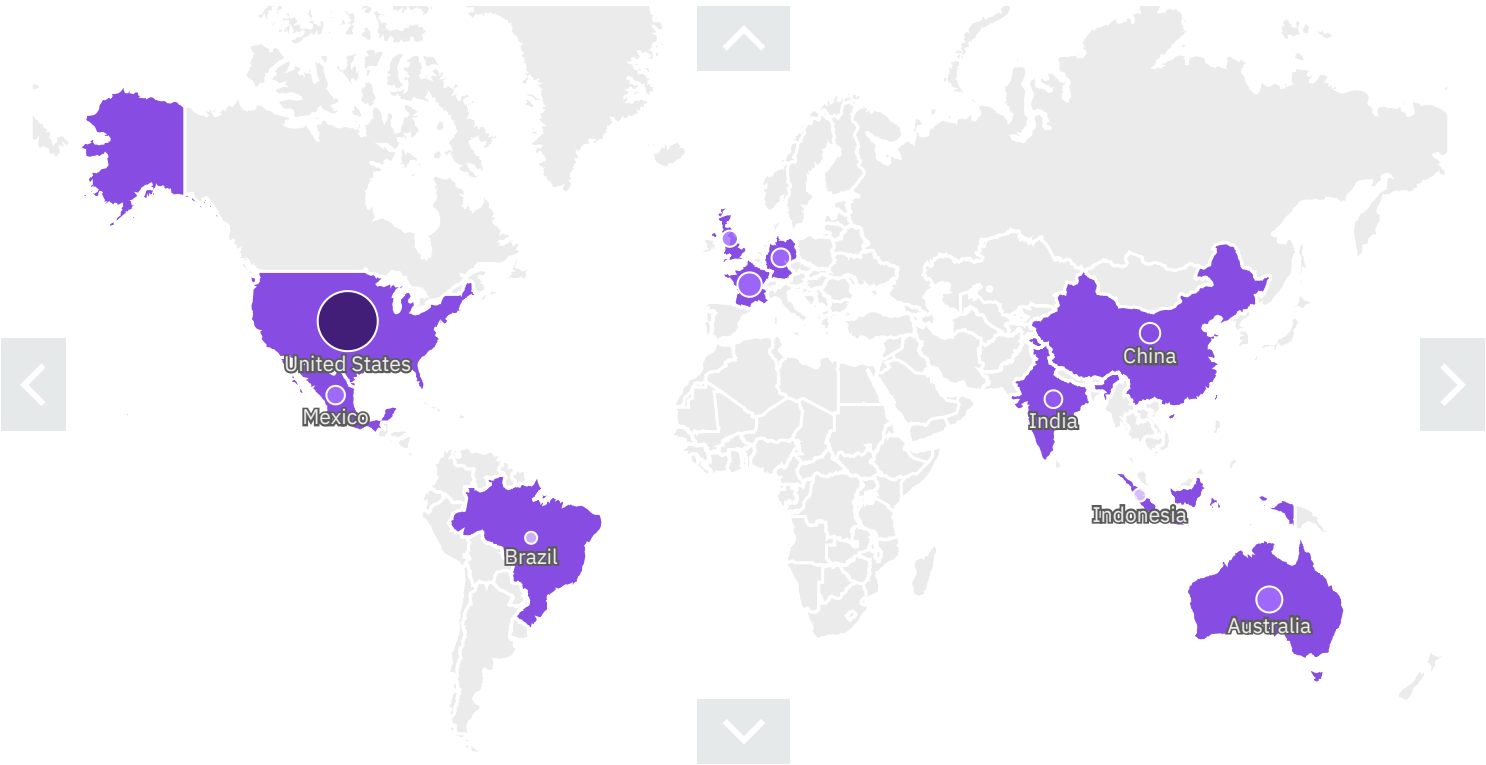 United States
China
Mexico
India
Indonesia
Brazil
Australia